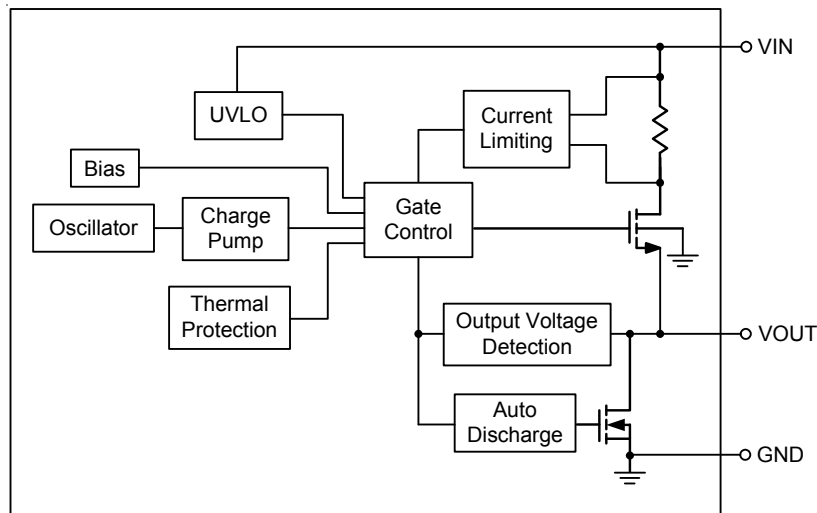 VIN
UVLO
Current
Limiting
Bias
Gate
Control
Oscillator
Charge
Pump
Thermal
Protection
Output Voltage
Detection
VOUT
Auto
Discharge
GND